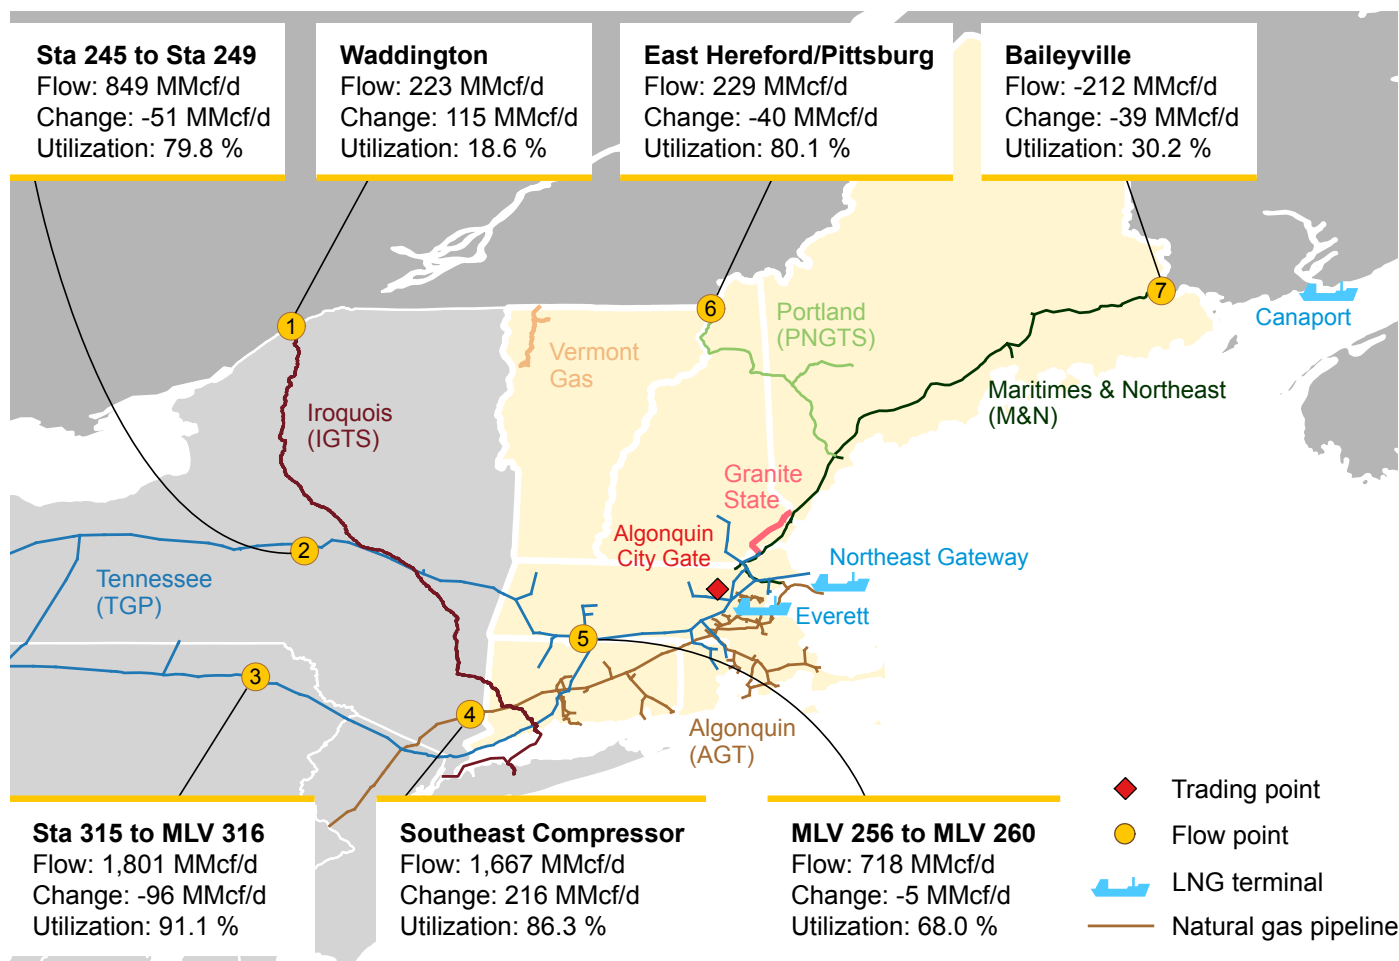 Sta 245 to Sta 249
Flow: 849 MMcf/d
Change: -51 MMcf/d
Utilization: 79.8 %
Waddington
Flow: 223 MMcf/d
Change: 115 MMcf/d
Utilization: 18.6 %
East Hereford/Pittsburg
Flow: 229 MMcf/d
Change: -40 MMcf/d
Utilization: 80.1 %
Baileyville
Flow: -212 MMcf/d
Change: -39 MMcf/d
Utilization: 30.2 %
7
6
1
Canaport
Portland
(PNGTS)
Vermont
Gas
Maritimes & Northeast
(M&N)
Iroquois
(IGTS)
Granite
State
Algonquin
City Gate
2
Northeast Gateway
Tennessee
(TGP)
Everett
5
3
4
Algonquin
(AGT)
Sta 315 to MLV 316
Flow: 1,801 MMcf/d
Change: -96 MMcf/d
Utilization: 91.1 %
Southeast Compressor
Flow: 1,667 MMcf/d
Change: 216 MMcf/d
Utilization: 86.3 %
MLV 256 to MLV 260
Flow: 718 MMcf/d
Change: -5 MMcf/d
Utilization: 68.0 %
Trading point
Flow point
LNG terminal
Natural gas pipeline